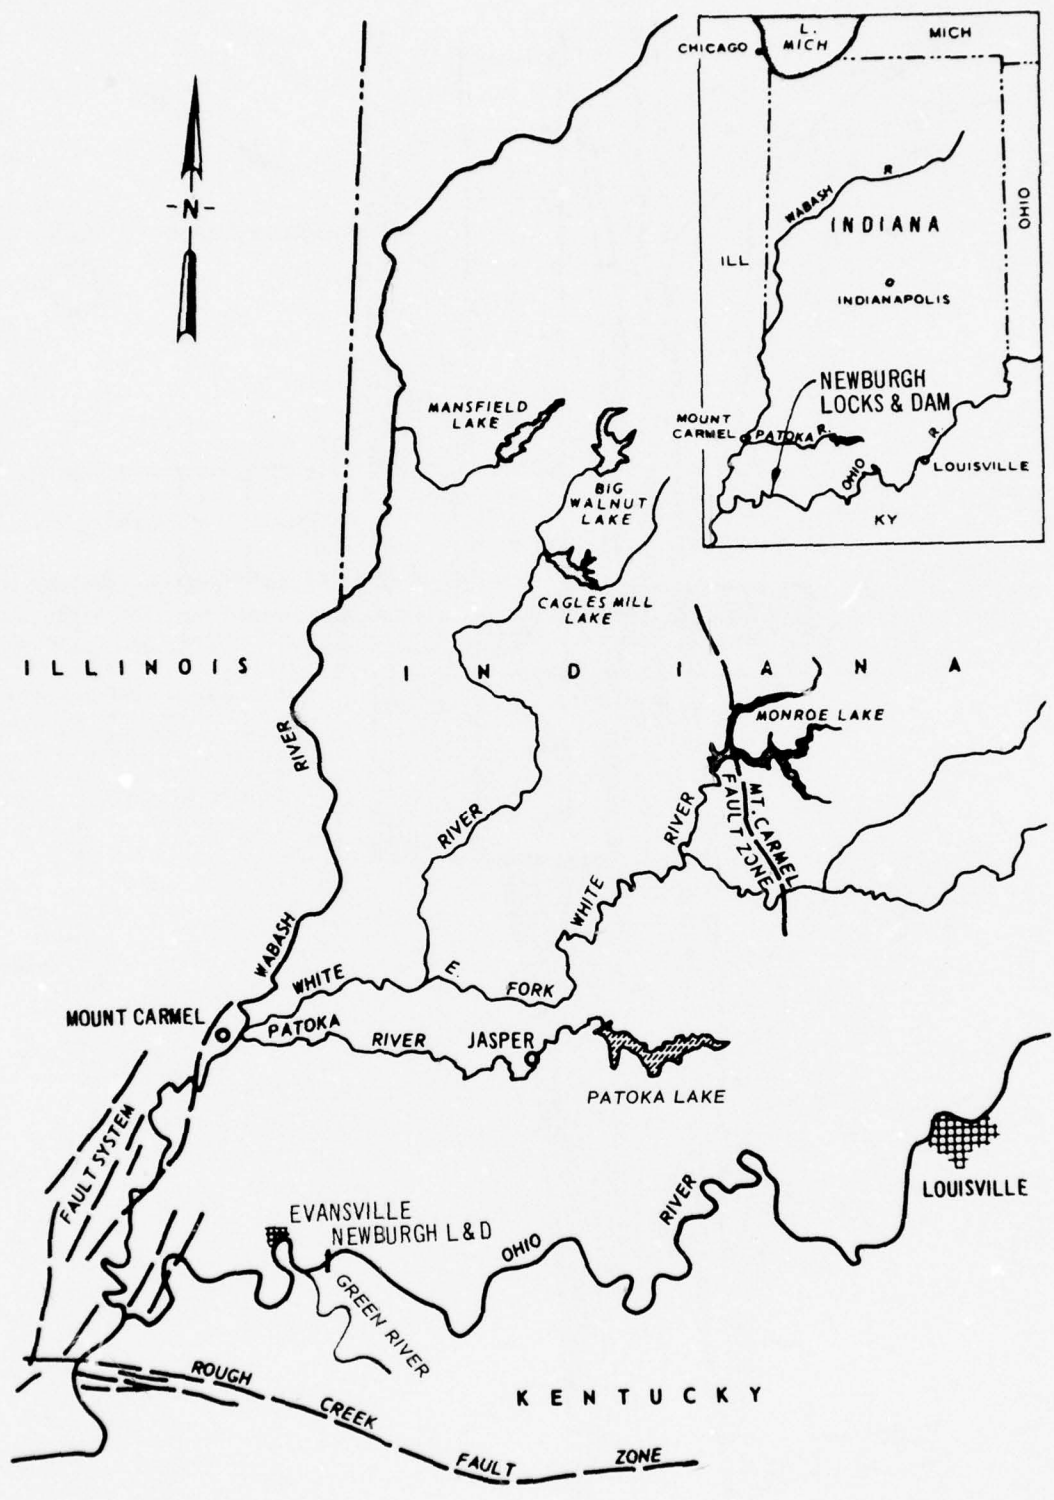 CHICAGO
L.
MICH
MICH
WABASH R
INDIANA
OHIO
ILL
INDIANAPOLIS
NEWBURGH
LOCKS & DAM
MOUNT
CARMEL
PATOKA R.
OHIO R.
LOUISVILLE
KY
-N-
MANSFIELD
LAKE
BIG
WALNUT
LAKE
CAGLES MILL
LAKE
ILLINOIS
INDIANA
MONROE LAKE
MT. CARMEL
FAULT ZONE
WABASH RIVER
RIVER
WHITE RIVER
WHITE
E. FORK
MOUNT CARMEL
PATOKA RIVER
JASPER
PATOKA LAKE
FAULT SYSTEM
LOUISVILLE
EVANSVILLE
NEWBURGH L&D
OHIO RIVER
GREEN RIVER
KENTUCKY
ROUGH CREEK FAULT ZONE